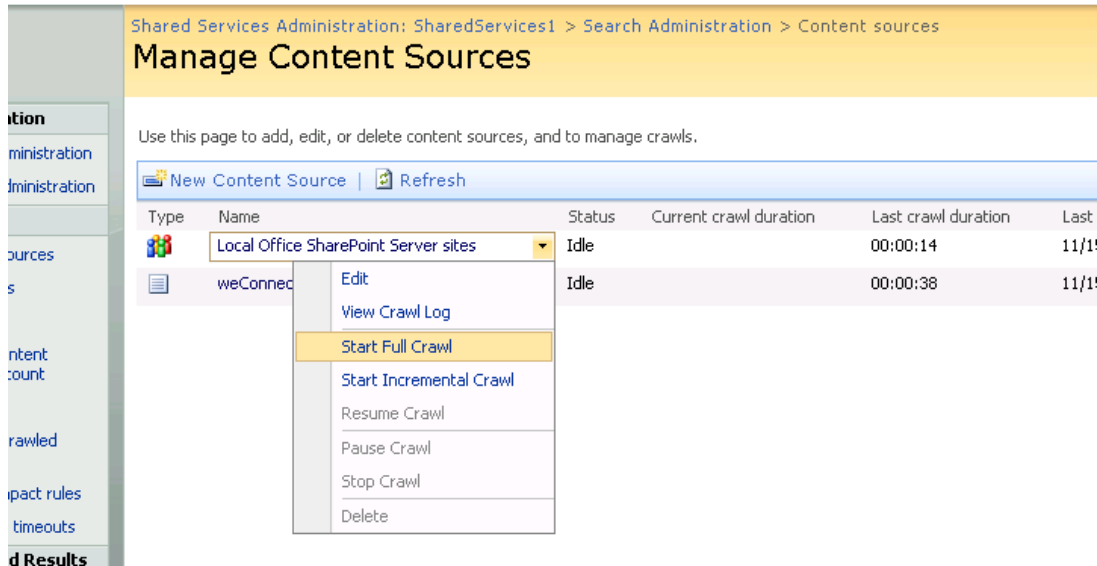 Shared Services Administration: SharedServices1 > Search Administration > Content sources
Manage Content Sources
Use this page to add, edit, or delete content sources, and to manage crawls.
New Content Source | Refresh
Type Name Status Current crawl duration Last crawl duration Last
Local Office SharePoint Server sites Idle 00:00:14 11/1
weConnec Idle 00:00:38 11/1
Edit
View Crawl Log
Start Full Crawl
Start Incremental Crawl
Resume Crawl
Pause Crawl
Stop Crawl
Delete
ation
ministration
dministration
ources
s
ntent
count
rawled
pact rules
timeouts
d Results